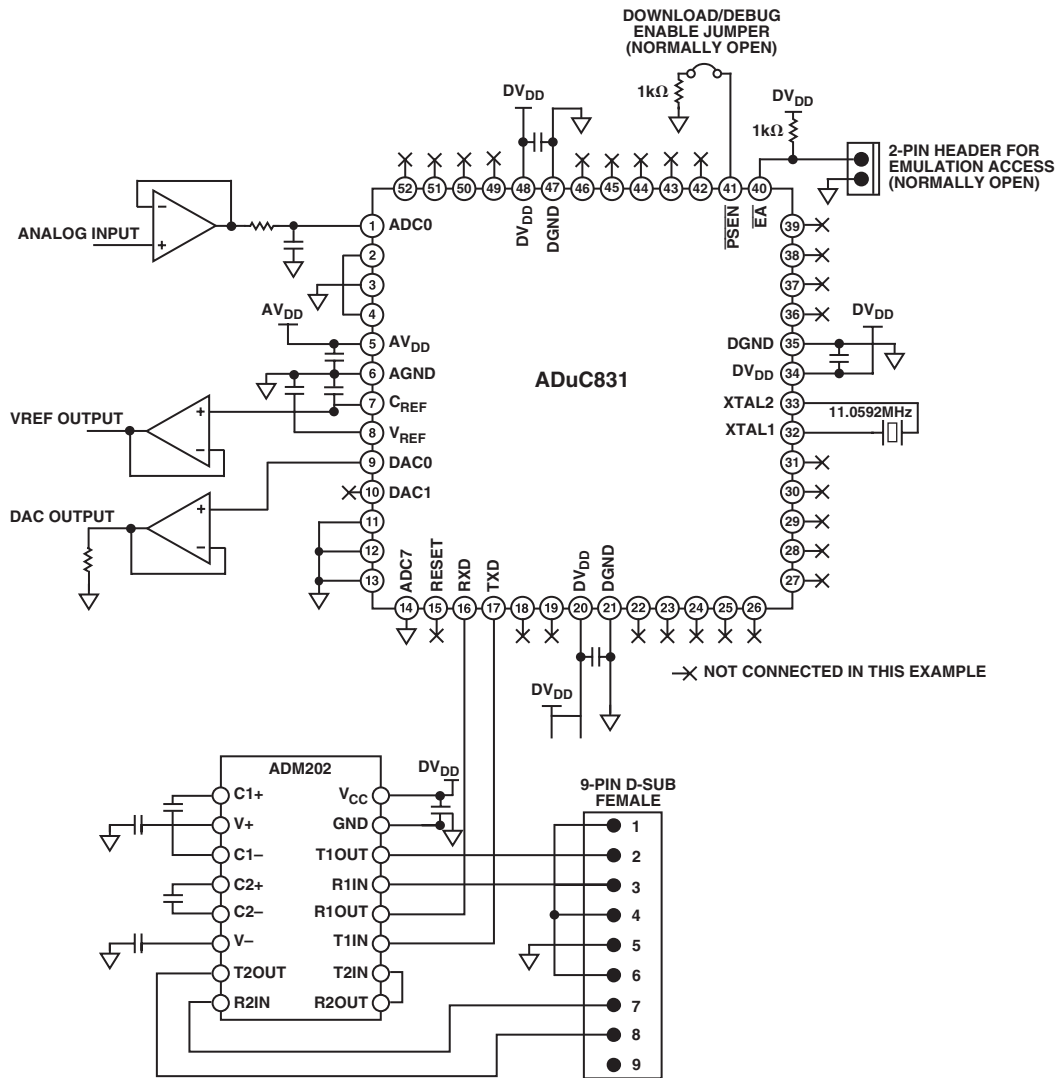 DOWNLOAD/DEBUG
ENABLE JUMPER
(NORMALLY OPEN)
1kΩ
DVDD
1kΩ
DVDD
2-PIN HEADER FOR
EMULATION ACCESS
(NORMALLY OPEN)
52 51 50 49 48 47 46 45 44 43 42 41 40
DVDD
DGND
PSEN
EA
ANALOG INPUT
1 ADC0
2
3
4
AVDD
5 AVDD
6 AGND
7 CREF
8 VREF
9 DAC0
10 DAC1
11
12
13
VREF OUTPUT
DAC OUTPUT
ADuC831
39
38
37
36
DVDD
DGND 35
DVDD 34
XTAL2 33
11.0592MHz
XTAL1 32
31
30
29
28
27
ADC7
RESET
RXD
TXD
DVDD
DGND
14 15 16 17 18 19 20 21 22 23 24 25 26
NOT CONNECTED IN THIS EXAMPLE
DVDD
ADM202
DVDD
C1+
V+
C1–
C2+
C2–
V–
T2OUT
R2IN
VCC
GND
T1OUT
R1IN
R1OUT
T1IN
T2IN
R2OUT
9-PIN D-SUB
FEMALE
1
2
3
4
5
6
7
8
9